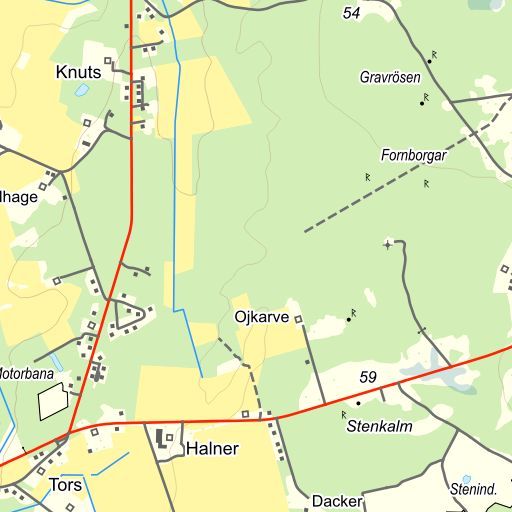 54
Knuts
Gravrösen
R
R
Fornborgar
R
R
lhage
Ojkarve
R
Motorbana
59
R
Stenkalm
Halner
Tors
Stenind.
Dacker